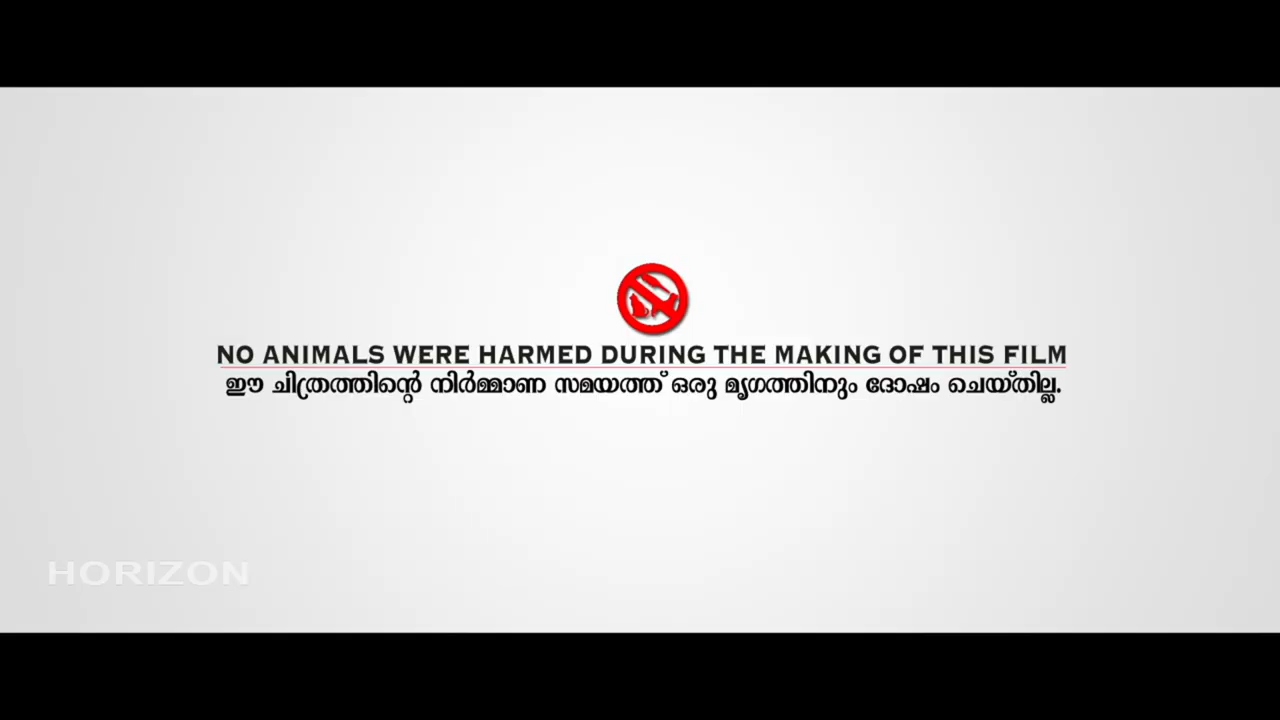 NO ANIMALS WERE HARMED DURING THE MAKING OF THIS FILM
ഈ ചിത്രത്തിന്റെ നിർമ്മാണ സമയത്ത് ഒരു മൃഗത്തിനും ദോഷം ചെയ്തില്ല.
HORIZON